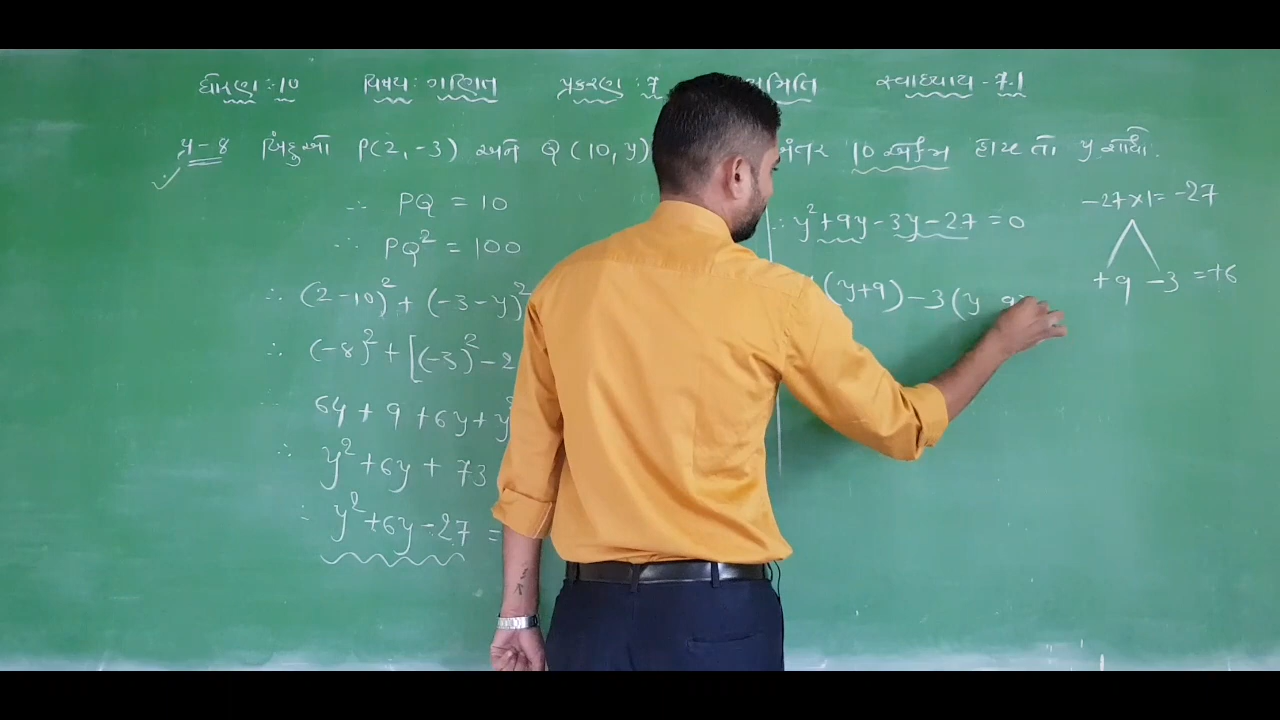 ધોરણ : 10 વિષય : ગણિત પ્રકરણ : 7 સ્વાધ્યાય - 7.1
પ્ર - 8 બિંદુઓ P(2, -3) અને Q(10, y) અંતર 10 એકમ હોય તો y શોધો.
∴ PQ = 10
∴ PQ² = 100
∴ (2-10)² + (-3-y)²
∴ (-8)² + [(-3)² - 2
64 + 9 + 6y + y²
∴ y² + 6y + 73
∴ y² + 6y - 27 =
∴ y² + 9y - 3y - 27 = 0
(y+9) - 3(y 9)
-27 × 1 = -27
+9 -3 = +6